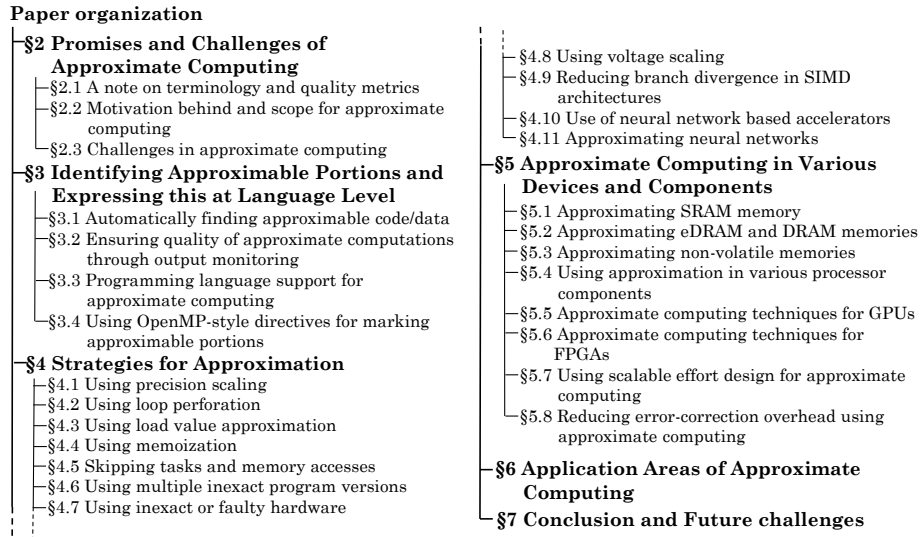 Paper organization
§2 Promises and Challenges of
Approximate Computing
§2.1 A note on terminology and quality metrics
§2.2 Motivation behind and scope for approximate
computing
§2.3 Challenges in approximate computing
§3 Identifying Approximable Portions and
Expressing this at Language Level
§3.1 Automatically finding approximable code/data
§3.2 Ensuring quality of approximate computations
through output monitoring
§3.3 Programming language support for
approximate computing
§3.4 Using OpenMP-style directives for marking
approximable portions
§4 Strategies for Approximation
§4.1 Using precision scaling
§4.2 Using loop perforation
§4.3 Using load value approximation
§4.4 Using memoization
§4.5 Skipping tasks and memory accesses
§4.6 Using multiple inexact program versions
§4.7 Using inexact or faulty hardware
§4.8 Using voltage scaling
§4.9 Reducing branch divergence in SIMD
architectures
§4.10 Use of neural network based accelerators
§4.11 Approximating neural networks
§5 Approximate Computing in Various
Devices and Components
§5.1 Approximating SRAM memory
§5.2 Approximating eDRAM and DRAM memories
§5.3 Approximating non-volatile memories
§5.4 Using approximation in various processor
components
§5.5 Approximate computing techniques for GPUs
§5.6 Approximate computing techniques for
FPGAs
§5.7 Using scalable effort design for approximate
computing
§5.8 Reducing error-correction overhead using
approximate computing
§6 Application Areas of Approximate
Computing
§7 Conclusion and Future challenges